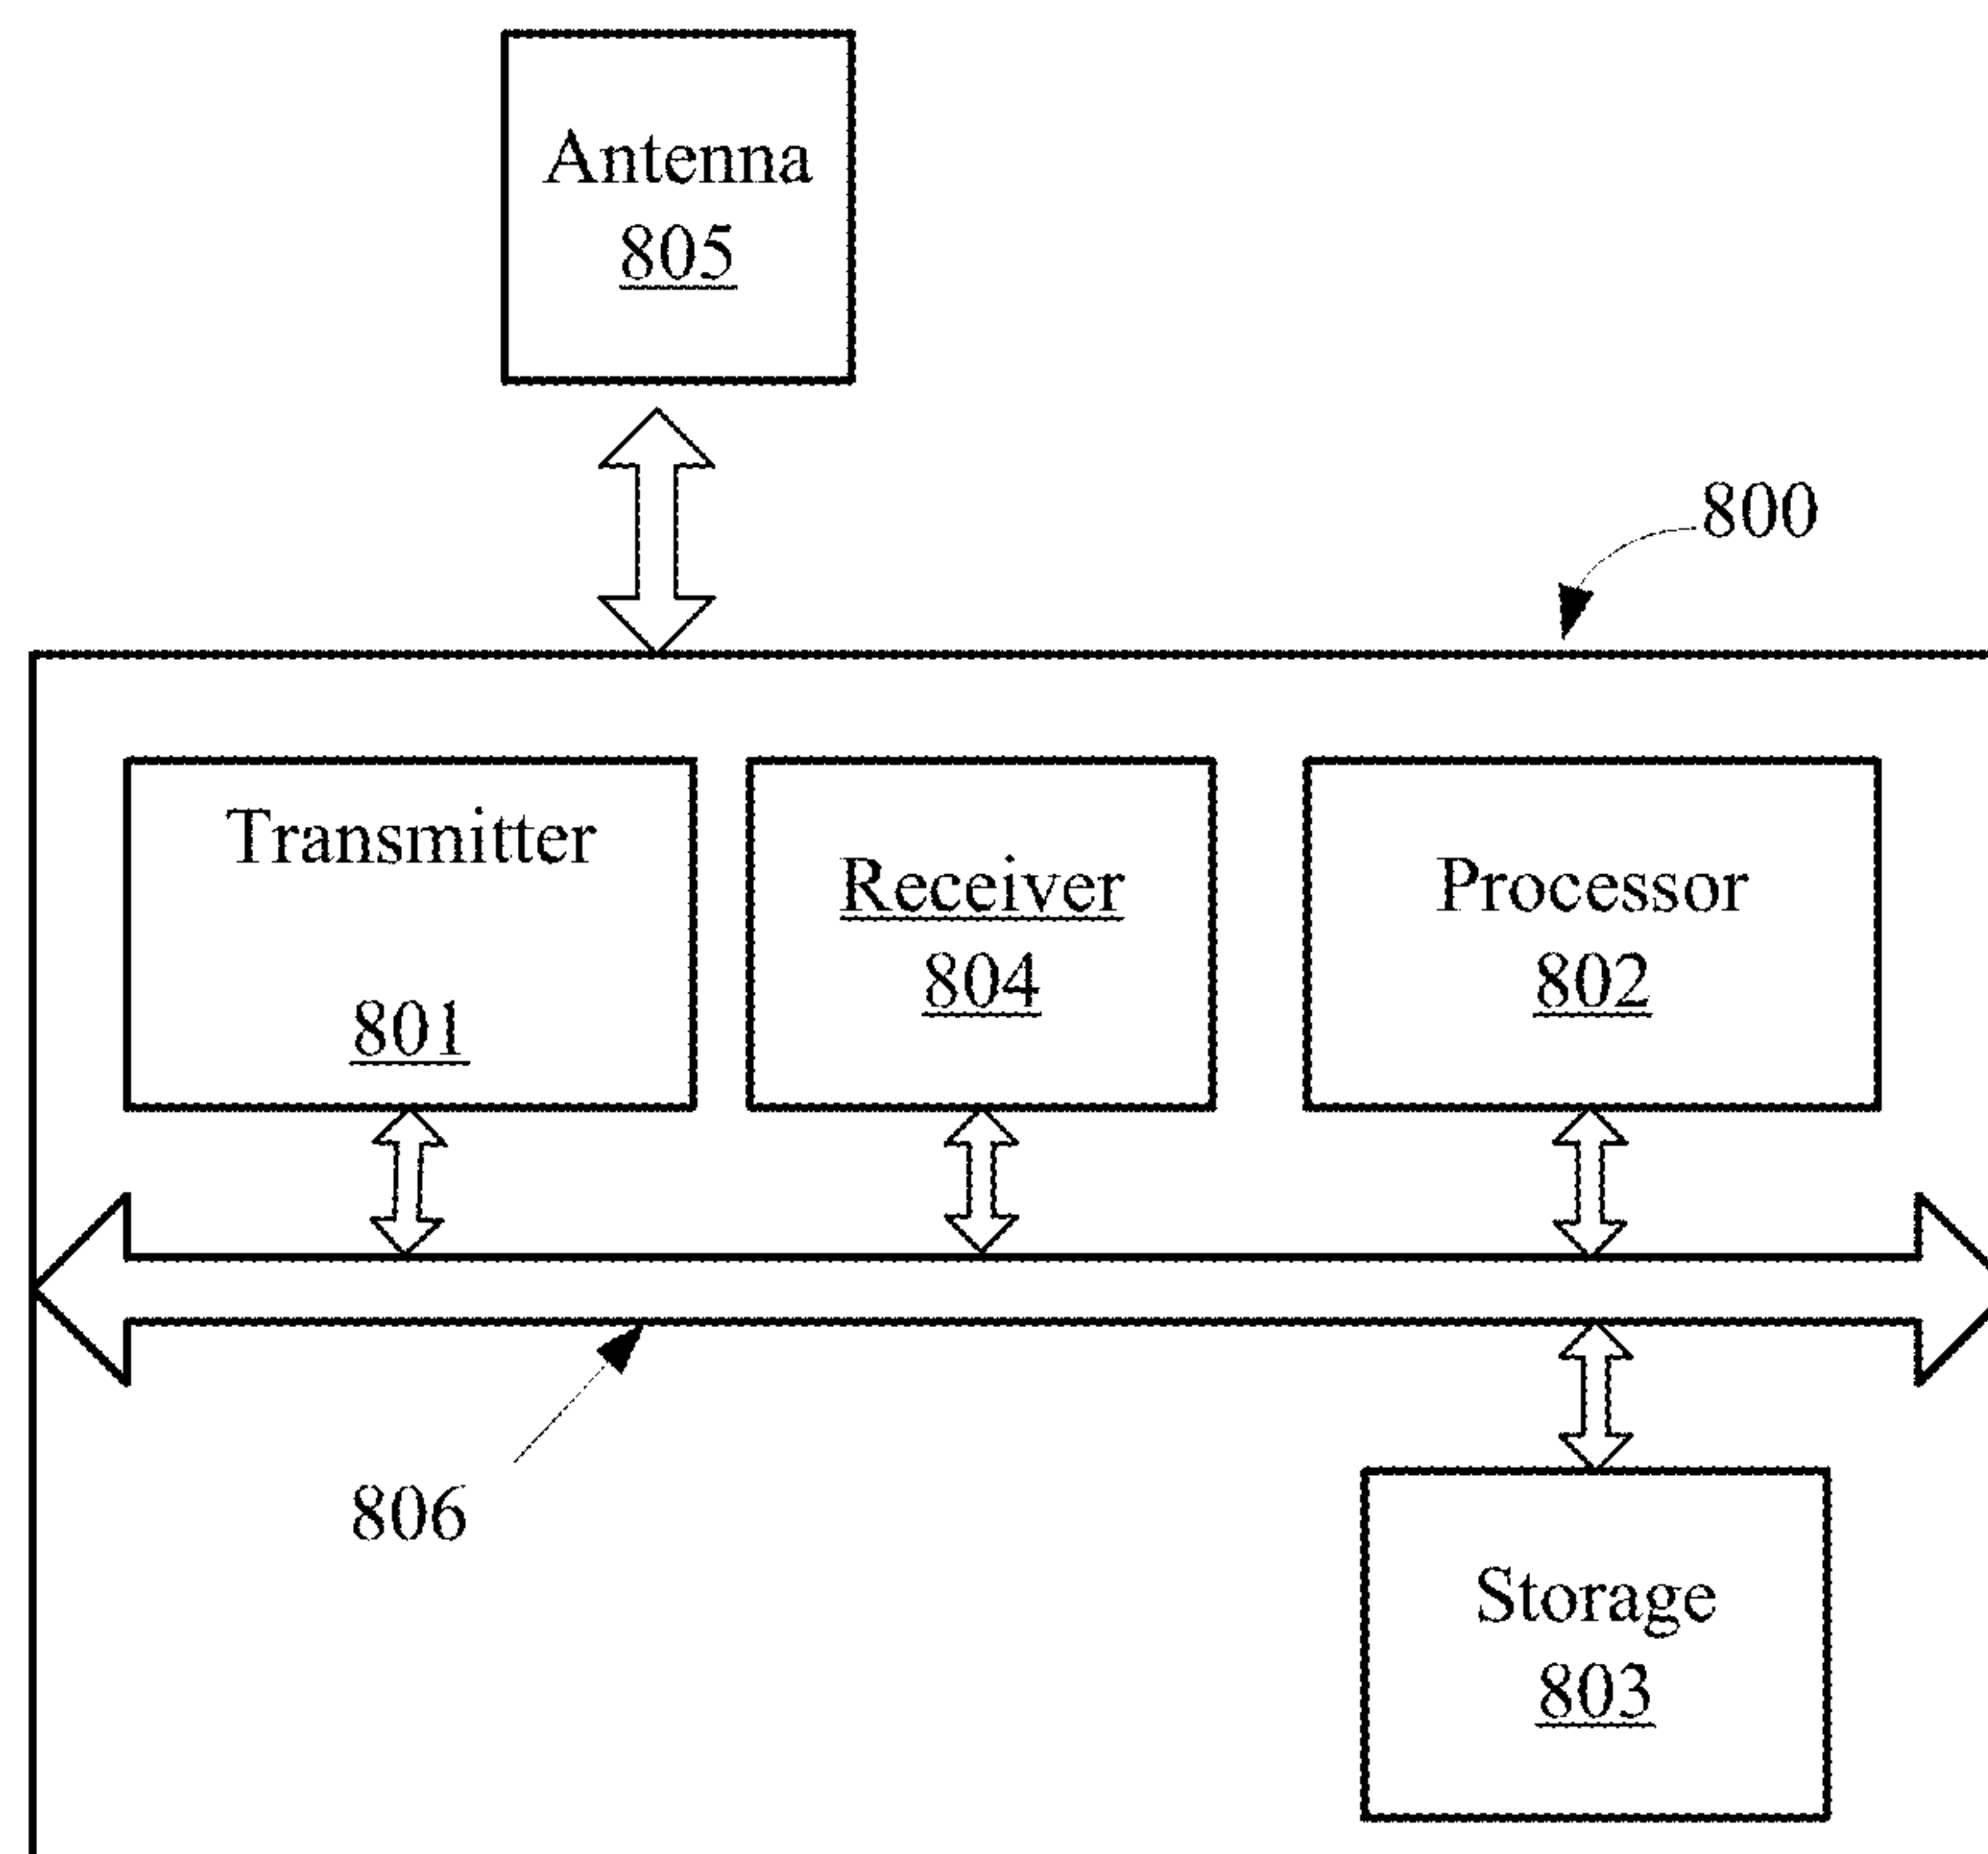 Antenna
805
800
Transmitter
801
Receiver
804
Processor
802
806
Storage
803